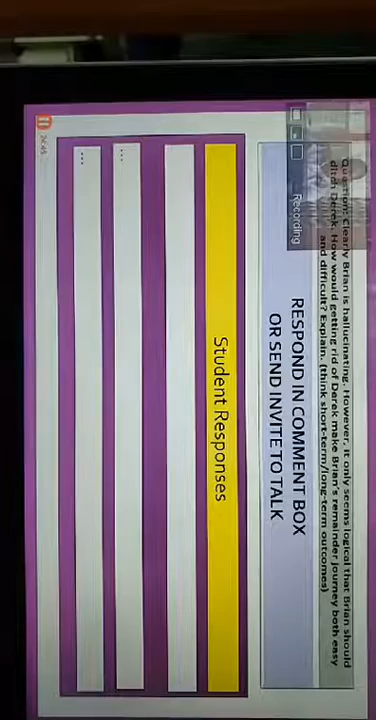 Question: Clearly Brian is hallucinating. However, it only seems logical that Brian should
ditch Derek. How would getting rid of Derek make Brian's remainder journey both easy
and difficult? Explain. (think short-term/long-term outcomes)
Recording
RESPOND IN COMMENT BOX
OR SEND INVITE TO TALK
Student Responses
...
...